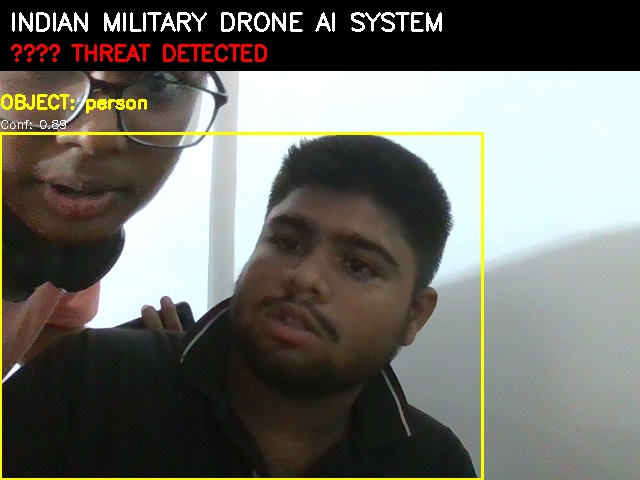 INDIAN MILITARY DRONE AI SYSTEM
???? THREAT DETECTED
OBJECT: person
Conf: 0.89